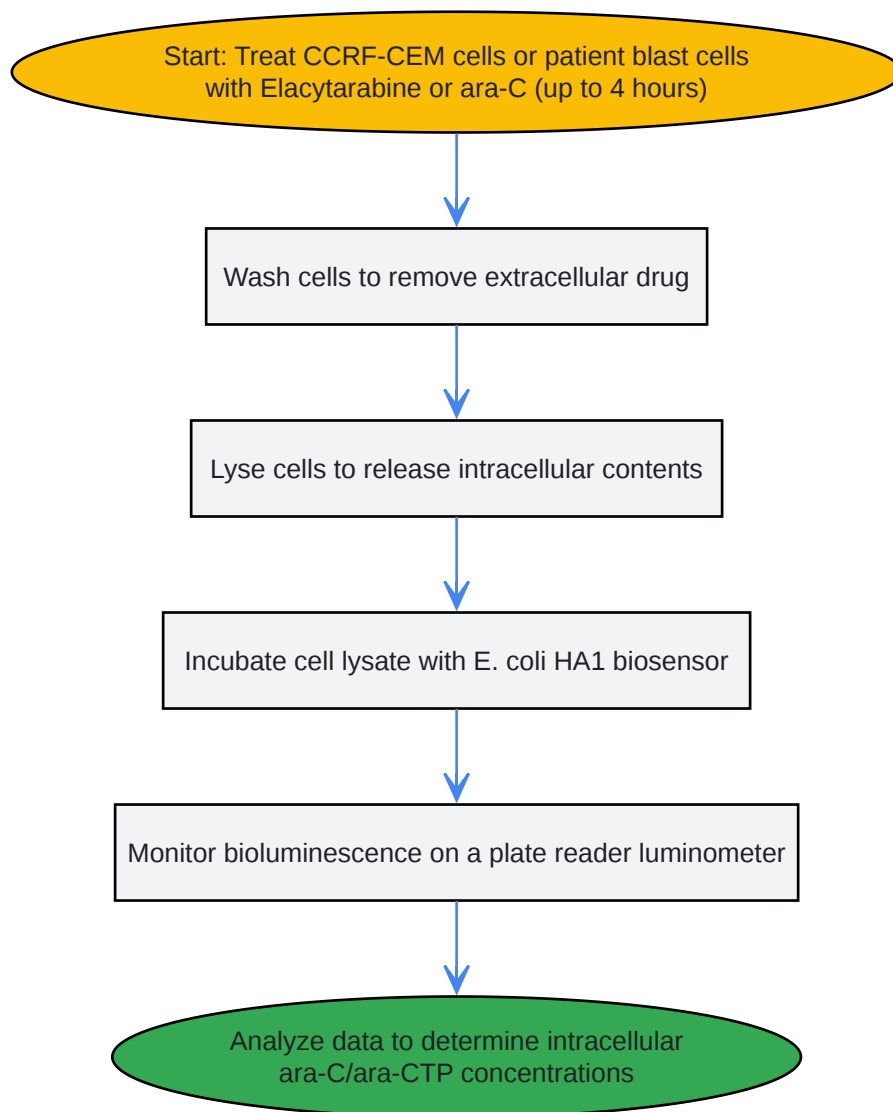 Start: Treat CCRF-CEM cells or patient blast cells
with Elacytarabine or ara-C (up to 4 hours)
Wash cells to remove extracellular drug
Lyse cells to release intracellular contents
Incubate cell lysate with E. coli HA1 biosensor
Monitor bioluminescence on a plate reader luminometer
Analyze data to determine intracellular
ara-C/ara-CTP concentrations